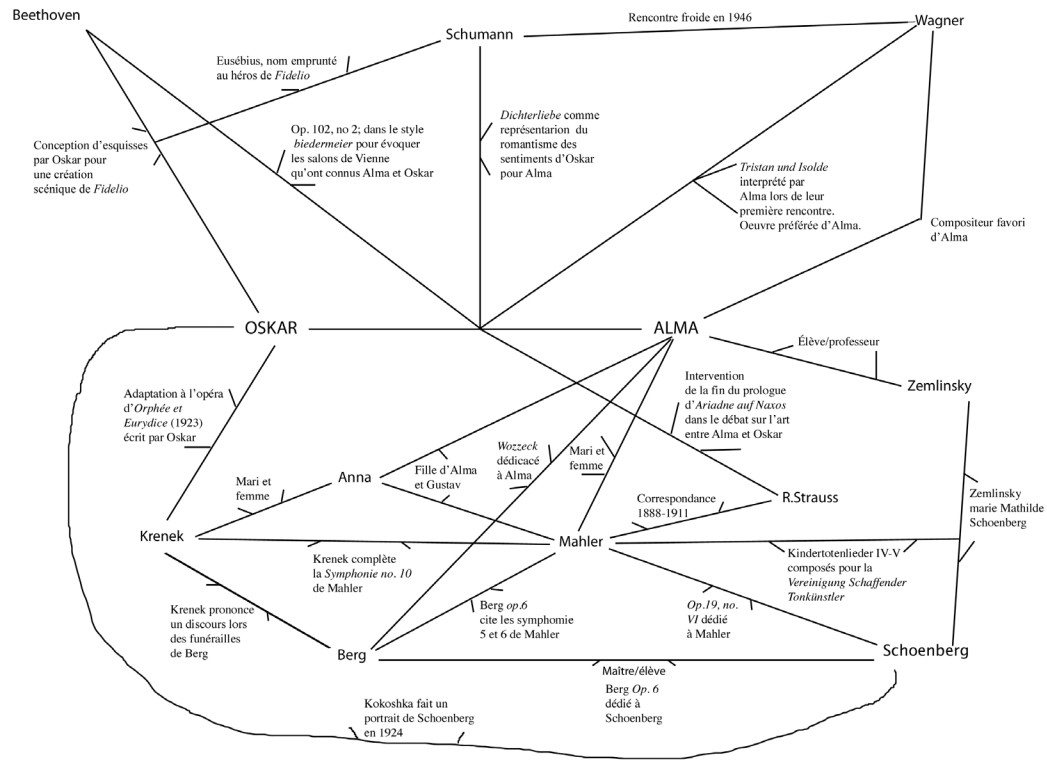 Beethoven
Schumann
Rencontre froide en 1946
Wagner
Eusébius, nom emprunté
au héros de Fidelio
Conception d'esquisses
par Oskar pour
une création
scénique de Fidelio
Op. 102, no 2; dans le style
biedermeier pour évoquer
les salons de Vienne
qu'ont connus Alma et Oskar
Dichterliebe comme
représentarion du
romantisme des
sentiments d'Oskar
pour Alma
Tristan und Isolde
interprété par
Alma lors de leur
première rencontre.
Oeuvre préférée d'Alma.
Compositeur favori
d'Alma
OSKAR
ALMA
Élève/professeur
Zemlinsky
Adaptation à l'opéra
d'Orphée et
Eurydice (1923)
écrit par Oskar
Intervention
de la fin du prologue
d'Ariadne auf Naxos
dans le débat sur l'art
entre Alma et Oskar
Wozzeck
dédicacé
à Alma
Mari et
femme
Anna
Fille d'Alma
et Gustav
Mari et
femme
R.Strauss
Correspondance
1888-1911
Zemlinsky
marie Mathilde
Schoenberg
Krenek
Mahler
Krenek complète
la Symphonie no. 10
de Mahler
Kindertotenlieder IV-V
composés pour la
Vereinigung Schaffender
Tonkünstler
Krenek prononce
un discours lors
des funérailles
de Berg
Berg op.6
cite les symphomie
5 et 6 de Mahler
Op.19, no.
VI dédié
à Mahler
Berg
Schoenberg
Maître/élève
Berg Op. 6
dédié à
Schoenberg
Kokoshka fait un
portrait de Schoenberg
en 1924